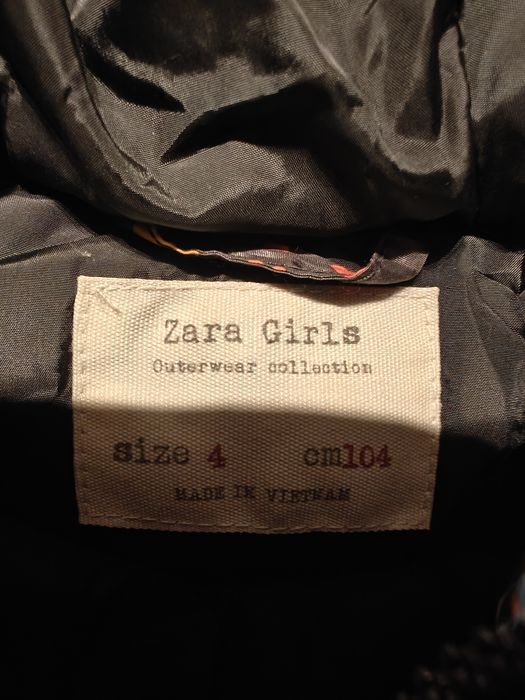 Zara Girls
Outerwear collection
size 4 cm104
MADE IN VIETNAM